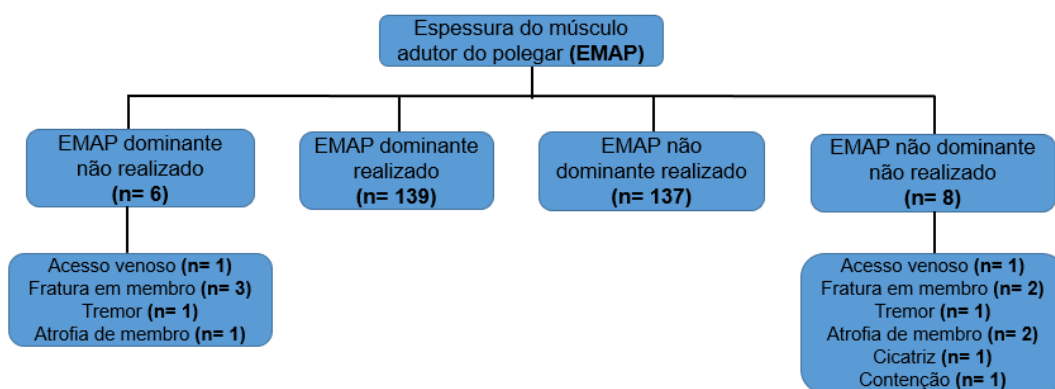 Espessura do músculo
adutor do polegar (EMAP)
EMAP dominante
não realizado
(n= 6)
EMAP dominante
realizado
(n= 139)
EMAP não
dominante realizado
(n= 137)
EMAP não dominante
não realizado
(n= 8)
Acesso venoso (n= 1)
Fratura em membro (n= 3)
Tremor (n= 1)
Atrofia de membro (n= 1)
Acesso venoso (n= 1)
Fratura em membro (n= 2)
Tremor (n= 1)
Atrofia de membro (n= 2)
Cicatriz (n= 1)
Contenção (n= 1)